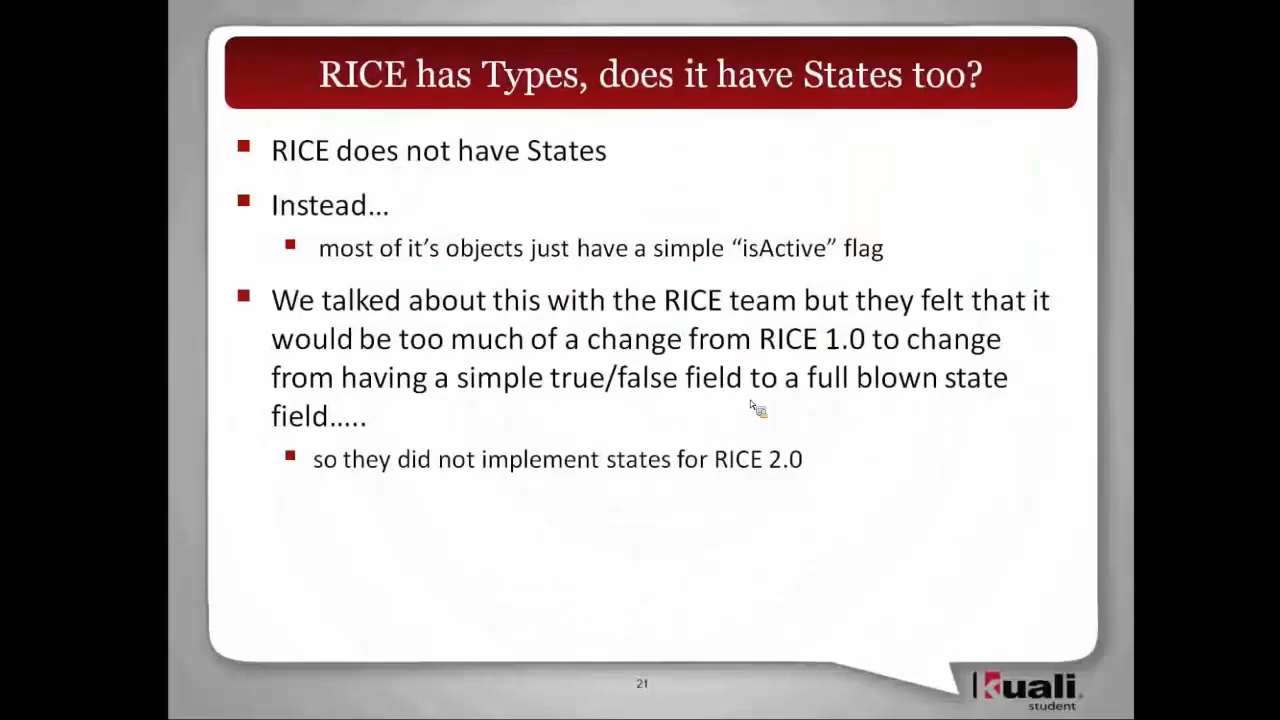 RICE has Types, does it have States too?
RICE does not have States
Instead...
most of it's objects just have a simple “isActive” flag
We talked about this with the RICE team but they felt that it
would be too much of a change from RICE 1.0 to change
from having a simple true/false field to a full blown state
field…..
so they did not implement states for RICE 2.0
21
kuali
student